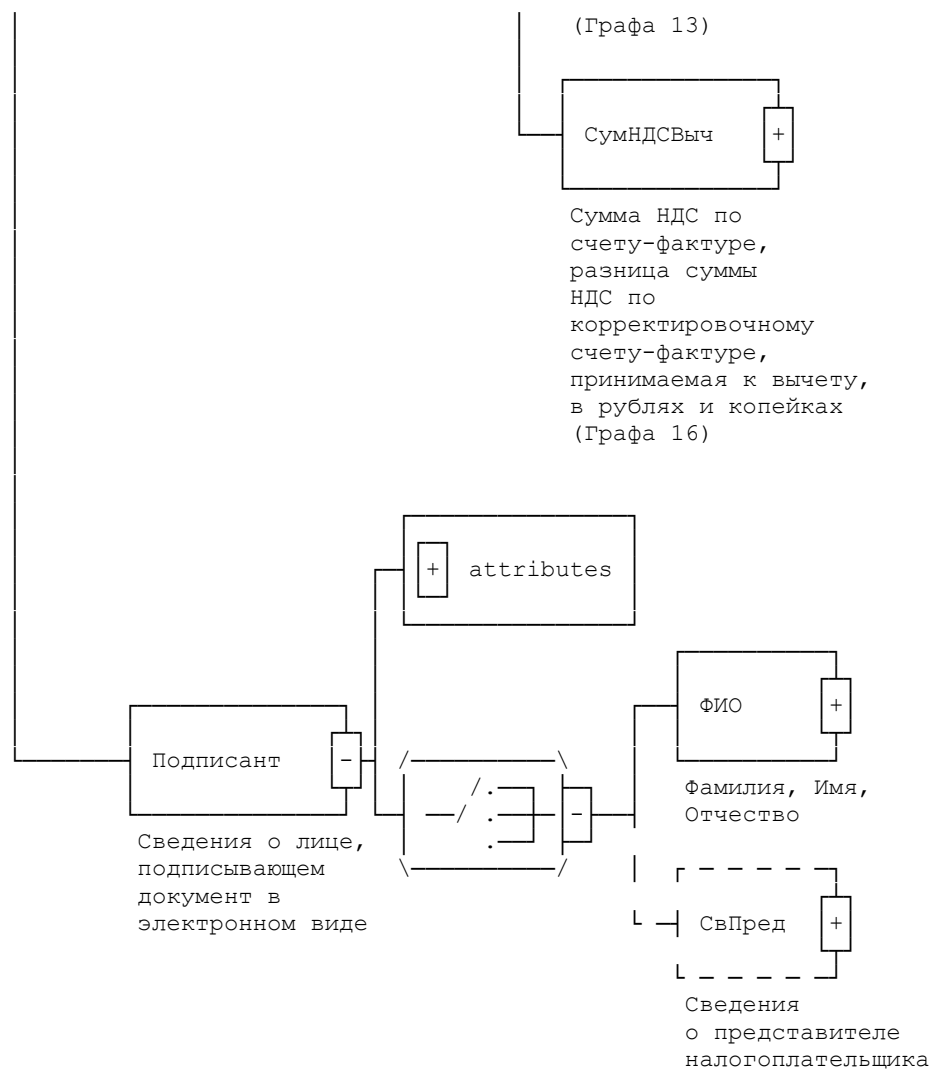 (Графа 13)
СумНДСВыч
+
Сумма НДС по
счету-фактуре,
разница суммы
НДС по
корректировочному
счету-фактуре,
принимаемая к вычету,
в рублях и копейках
(Графа 16)
+ attributes
ФИО
+
Фамилия, Имя,
Отчество
Подписант
-
Сведения о лице,
подписывающем
документ в
электронном виде
-
СвПред
+
Сведения
о представителе
налогоплательщика